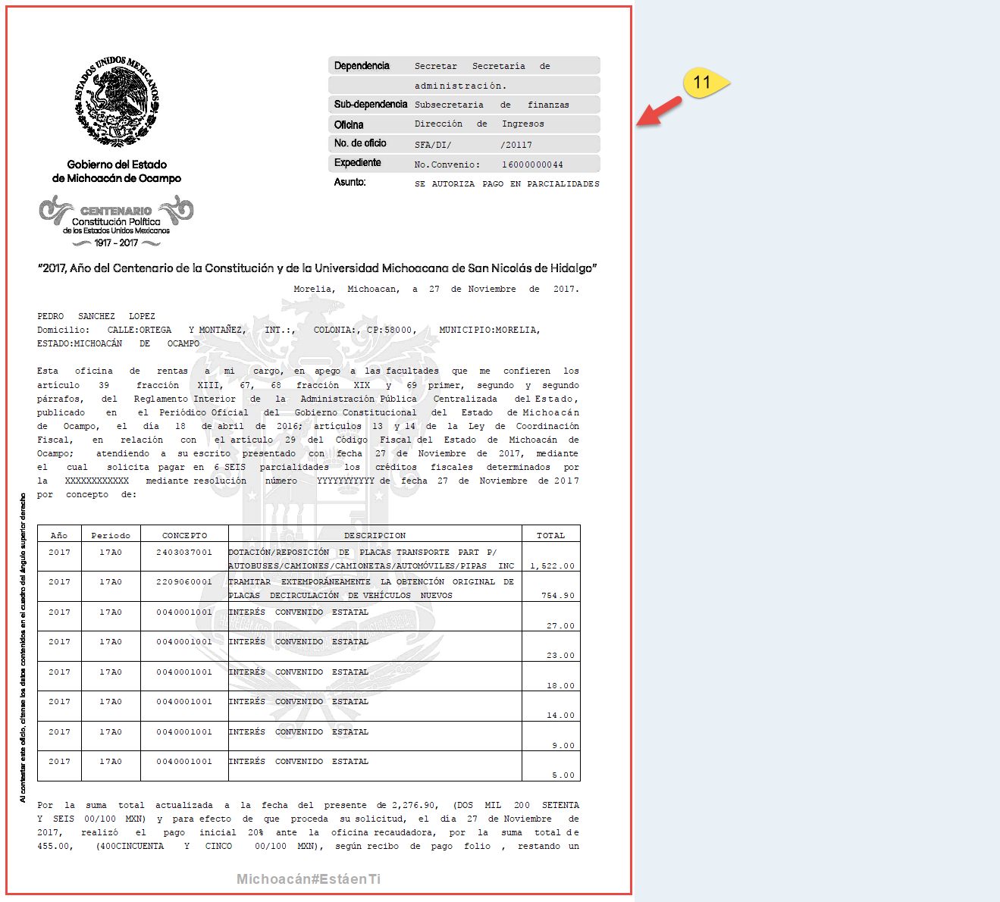 ESTADOS UNIDOS MEXICANOS
Gobierno del Estado
de Michoacán de Ocampo
CENTENARIO
Constitución Política
de los Estados Unidos Mexicanos
1917 - 2017
Dependencia Secretar Secretaría de
administración.
Sub-dependencia Subsecretaria de finanzas
Oficina Dirección de Ingresos
No. de oficio SFA/DI/ /20117
Expediente No.Convenio: 16000000044
Asunto: SE AUTORIZA PAGO EN PARCIALIDADES
11
"2017, Año del Centenario de la Constitución y de la Universidad Michoacana de San Nicolás de Hidalgo"
Morelia, Michoacan, a 27 de Noviembre de 2017.
PEDRO SANCHEZ LOPEZ
Domicilio: CALLE:ORTEGA Y MONTAÑEZ, INT.:, COLONIA:, CP:58000, MUNICIPIO:MORELIA,
ESTADO:MICHOACÁN DE OCAMPO
Esta oficina de rentas a mi cargo, en apego a las facultades que me confieren los
artículo 39 fracción XIII, 67, 68 fracción XIX y 69 primer, segundo y segundo
párrafos, del Reglamento Interior de la Administración Pública Centralizada del Estado,
publicado en el Periódico Oficial del Gobierno Constitucional del Estado de Michoacán
de Ocampo, el día 18 de abril de 2016; artículos 13 y 14 de la Ley de Coordinación
Fiscal, en relación con el artículo 29 del Código Fiscal del Estado de Michoacán de
Ocampo; atendiendo a su escrito presentado con fecha 27 de Noviembre de 2017, mediante
el cual solicita pagar en 6 SEIS parcialidades los créditos fiscales determinados por
la XXXXXXXXXXXX mediante resolución número YYYYYYYYYYY de fecha 27 de Noviembre de 2017
por concepto de:
Año Periodo CONCEPTO DESCRIPCION TOTAL
2017 17A0 2403037001 DOTACIÓN/REPOSICIÓN DE PLACAS TRANSPORTE PART P/
AUTOBUSES/CAMIONES/CAMIONETAS/AUTOMÓVILES/PIPAS INC 1,522.00
2017 17A0 2209060001 TRAMITAR EXTEMPORÁNEAMENTE LA OBTENCIÓN ORIGINAL DE
PLACAS DECIRCULACIÓN DE VEHÍCULOS NUEVOS 754.90
2017 17A0 0040001001 INTERÉS CONVENIDO ESTATAL
27.00
2017 17A0 0040001001 INTERÉS CONVENIDO ESTATAL
23.00
2017 17A0 0040001001 INTERÉS CONVENIDO ESTATAL
18.00
2017 17A0 0040001001 INTERÉS CONVENIDO ESTATAL
14.00
2017 17A0 0040001001 INTERÉS CONVENIDO ESTATAL
9.00
2017 17A0 0040001001 INTERÉS CONVENIDO ESTATAL
5.00
Por la suma total actualizada a la fecha del presente de 2,276.90, (DOS MIL 200 SETENTA
Y SEIS 00/100 MXN) y para efecto de que proceda su solicitud, el día 27 de Noviembre de
2017, realizó el pago inicial 20% ante la oficina recaudadora, por la suma total de
455.00, (400CINCUENTA Y CINCO 00/100 MXN), según recibo de pago folio , restando un
Al contestar este oficio, cítense los datos contenidos en el cuadro del ángulo superior derecho
Michoacán#EstáenTi